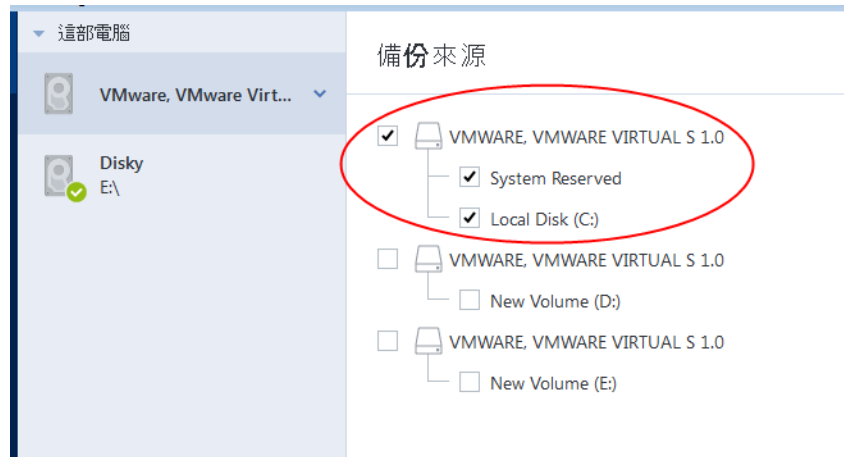 這部電腦
VMware, VMware Virt...
Disky
E:\
備份來源
VMWARE, VMWARE VIRTUAL S 1.0
System Reserved
Local Disk (C:)
VMWARE, VMWARE VIRTUAL S 1.0
New Volume (D:)
VMWARE, VMWARE VIRTUAL S 1.0
New Volume (E:)